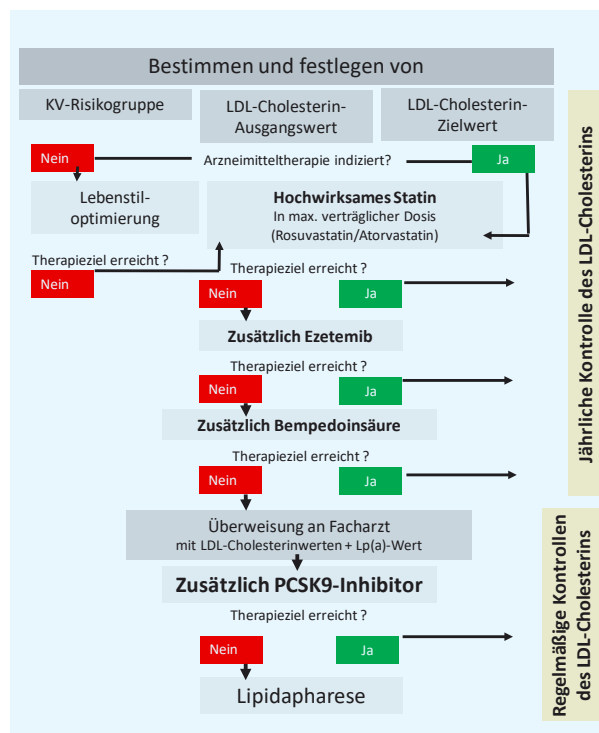 Bestimmen und festlegen von
KV-Risikogruppe
LDL-Cholesterin-
Ausgangswert
LDL-Cholesterin-
Zielwert
Nein
Arzneimitteltherapie indiziert?
Ja
Lebenstil-
optimierung
Hochwirksames Statin
In max. verträglicher Dosis
(Rosuvastatin/Atorvastatin)
Therapieziel erreicht ?
Nein
Therapieziel erreicht ?
Nein
Ja
Zusätzlich Ezetemib
Therapieziel erreicht ?
Nein
Ja
Zusätzlich Bempedoinsäure
Therapieziel erreicht ?
Nein
Ja
Überweisung an Facharzt
mit LDL-Cholesterinwerten + Lp(a)-Wert
Zusätzlich PCSK9-Inhibitor
Therapieziel erreicht ?
Nein
Ja
Lipidapharese
Jährliche Kontrolle des LDL-Cholesterins
Regelmäßige Kontrollen
des LDL-Cholesterins